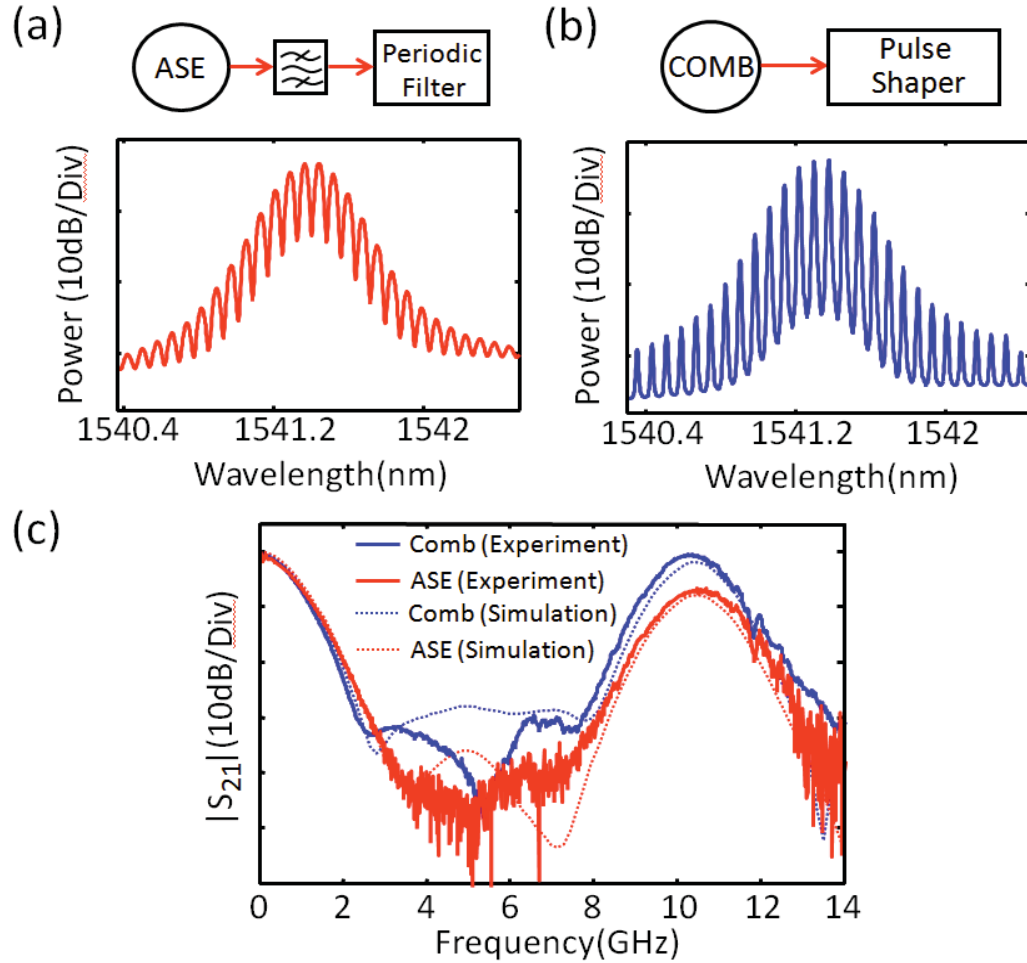 (a)
ASE
Periodic
Filter
Power (10dB/Div)
1540.4 1541.2 1542
Wavelength(nm)
(b)
COMB
Pulse
Shaper
Power (10dB/Div)
1540.4 1541.2 1542
Wavelength(nm)
(c)
|S21| (10dB/Div)
Comb (Experiment)
ASE (Experiment)
Comb (Simulation)
ASE (Simulation)
0 2 4 6 8 10 12 14
Frequency(GHz)